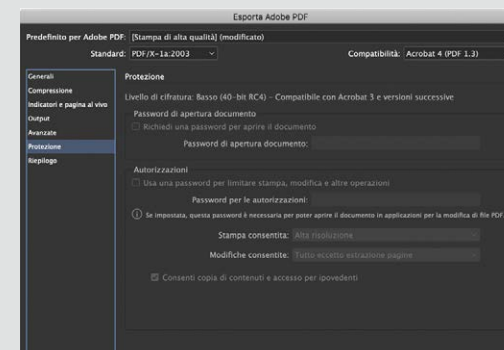 Esporta Adobe PDF
Predefinito per Adobe PDF: [Stampa di alta qualità] (modificato)
Standard: PDF/X-1a:2003
Compatibilità: Acrobat 4 (PDF 1.3)
Generali
Compressione
Indicatori e pagina al vivo
Output
Avanzate
Protezione
Riepilogo
Protezione
Livello di cifratura: Basso (40-bit RC4) – Compatibile con Acrobat 3 e versioni successive
Password di apertura documento
Richiedi una password per aprire il documento
Password di apertura documento:
Autorizzazioni
Usa una password per limitare stampa, modifica e altre operazioni
Password per le autorizzazioni:
Se impostata, questa password è necessaria per poter aprire il documento in applicazioni per la modifica di file PDF.
Stampa consentita: Alta risoluzione
Modifiche consentite: Tutto eccetto estrazione pagine
Consenti copia di contenuti e accesso per ipovedenti